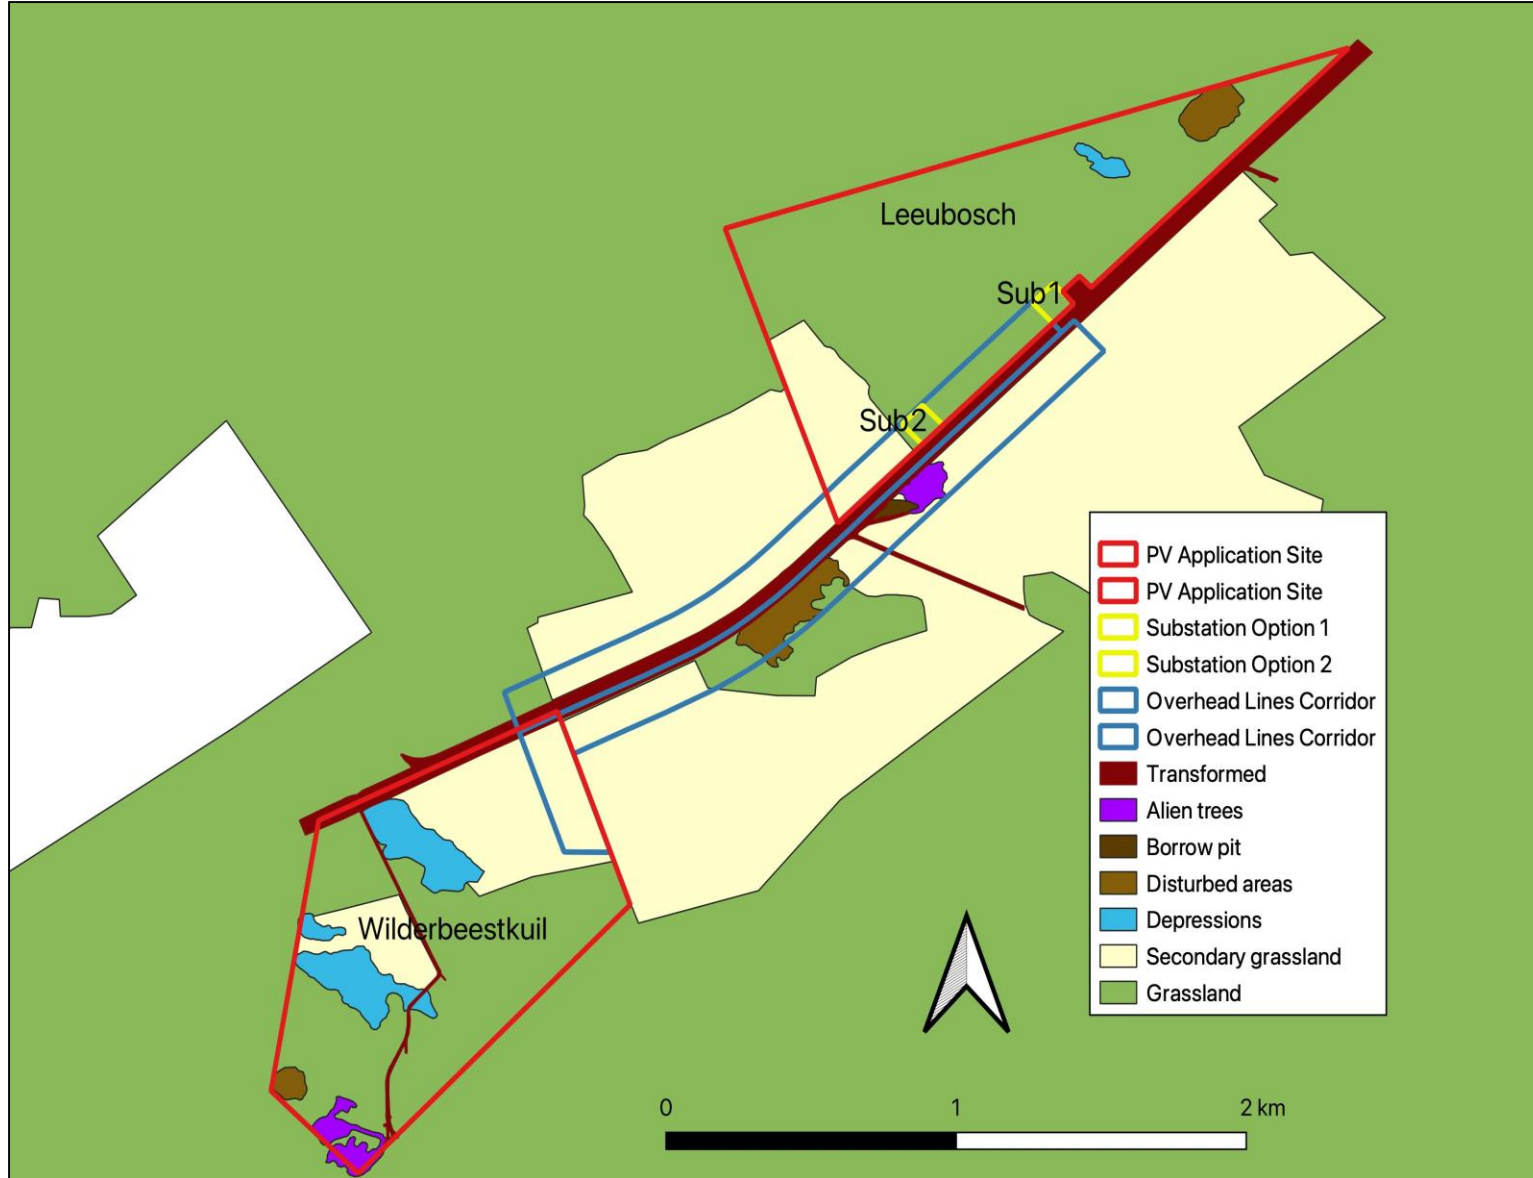 Leeubosch
Sub1
Sub2
Wilderbeestkuil
PV Application Site
PV Application Site
Substation Option 1
Substation Option 2
Overhead Lines Corridor
Overhead Lines Corridor
Transformed
Alien trees
Borrow pit
Disturbed areas
Depressions
Secondary grassland
Grassland
0 1 2 km